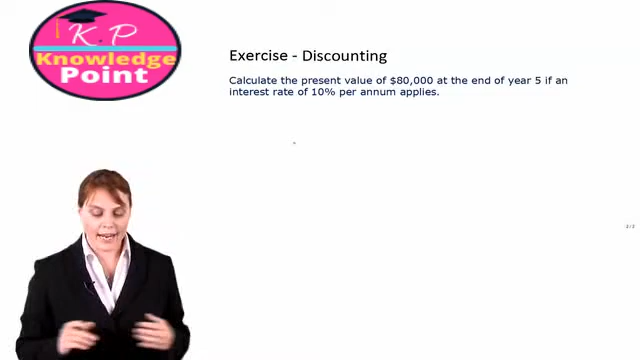 K.P
Knowledge
Point
Exercise - Discounting
Calculate the present value of $80,000 at the end of year 5 if an
interest rate of 10% per annum applies.